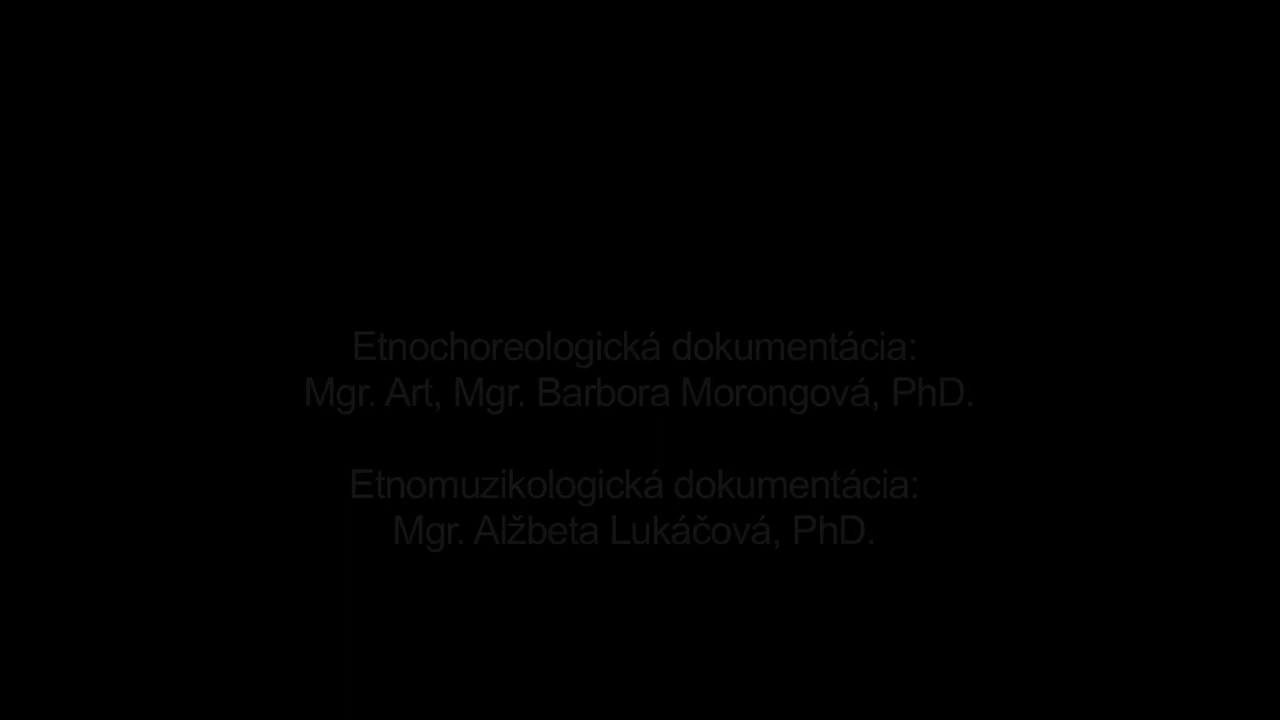 Etnochoreologická dokumentácia:
Mgr. Art, Mgr. Barbora Morongová, PhD.
Etnomuzikologická dokumentácia:
Mgr. Alžbeta Lukáčová, PhD.